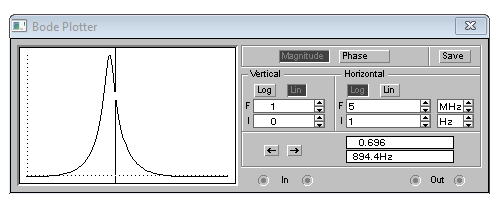 Bode Plotter
Magnitude Phase Save
Vertical Horizontal
Log Lin Log Lin
F 1 F 5 MHz
I 0 I 1 Hz
0.696
894.4Hz
In Out